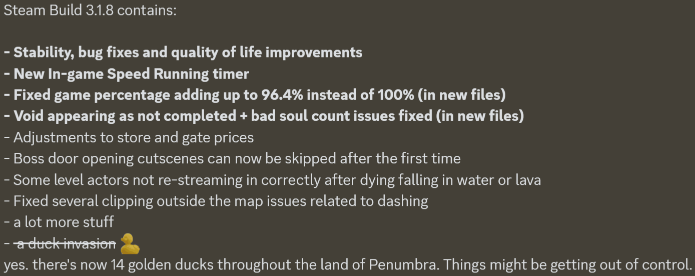 Steam Build 3.1.8 contains:
- Stability, bug fixes and quality of life improvements
- New In-game Speed Running timer
- Fixed game percentage adding up to 96.4% instead of 100% (in new files)
- Void appearing as not completed + bad soul count issues fixed (in new files)
- Adjustments to store and gate prices
- Boss door opening cutscenes can now be skipped after the first time
- Some level actors not re-streaming in correctly after dying falling in water or lava
- Fixed several clipping outside the map issues related to dashing
- a lot more stuff
- a duck invasion
yes. there's now 14 golden ducks throughout the land of Penumbra. Things might be getting out of control.